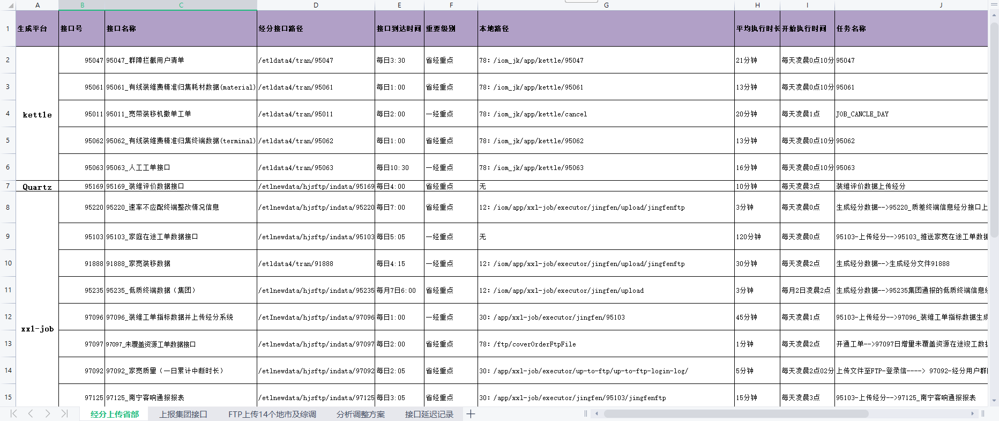 A B C D E F G H I J
1 生成平台 接口号 接口名称 经分接口路径 接口到达时间 重要级别 本地路径 平均执行时长 开始执行时间 任务名称
2 95047 95047_群障拦截用户清单 /etldata4/tran/95047 每日3:30 省经重点 78: /iom_jk/app/kettle/95047 21分钟 每天凌晨0点10分 95047
3 95061 95061_有线装维费精准归集耗材数据(material) /etldata4/tran/95061 每日1:00 省经重点 78: /iom_jk/app/kettle/95061 13分钟 每天凌晨0点10分 95061
4 kettle 95011 95011_宽带装移机撤单工单 /etldata4/tran/95011 每日2:00 一经重点 78: /iom_jk/app/kettle/cancel 20分钟 每天凌晨1点 JOB_CANCLE_DAY
5 95062 95062_有线装维费精准归集终端数据(terminal) /etldata4/tran/95062 每日1:00 省经重点 78: /iom_jk/app/kettle/95062 13分钟 每天凌晨0点10分 95062
6 95063 95063_人工工单接口 /etldata4/tran/95063 每日10:30 一经重点 78: /iom_jk/app/kettle/95063 16分钟 每天凌晨0点10分 95063
7 Quartz 95169 95169_装维评价数据接口 /etlnewdata/hjsftp/indata/95169 每日4:00 省经重点 无 10分钟 每天凌晨3点 装维评价数据上传经分
8 95220 95220_速率不应配终端整改情况信息 /etlnewdata/hjsftp/indata/95220 每日7:00 省经重点 12: /iom/app/xxl-job/executor/jingfen/upload/jingfenftp 3分钟 每天凌晨0点 生成经分数据-->95220_质差终端信息经分接口上
9 95103 95103_家庭在途工单数据接口 /etlnewdata/hjsftp/indata/95103 每日5:05 一经重点 无 120分钟 每天凌晨0点 95103-上传经分-->95103_推送家宽在途工单数据
10 91888 91888_家宽装移数据 /etldata4/tran/91888 每日4:15 一经重点 12: /iom/app/xxl-job/executor/jingfen/upload/jingfenftp 30分钟 每天凌晨2点 生成经分数据-->生成经分文件91888
11 95235 95235_低质终端数据（集团） /etlnewdata/hjsftp/indata/95235 每月7日6:00 省经重点 12: /iom/app/xxl-job/executor/jingfen/upload 3分钟 每月2日凌晨2点 生成经分数据-->95235集团通报的低质终端信息
12 xxl-job 97096 97096_装维工单指标数据并上传经分系统 /etlnewdata/hjsftp/indata/97096 每日1:00 一经重点 30: /app/xxl-job/executor/jingfen/95103 45分钟 每天凌晨1点 95103-上传经分-->97096_装维工单指标数据生成
13 97097 97097_未覆盖资源工单数据接口 /etlnewdata/hjsftp/indata/97097 每日2:00 省经重点 78: /ftp/coverOrderFtpFile 1分钟 每天凌晨2点 开通工单-->97097日增量未覆盖资源在途竣工数据
14 97092 97092_家宽质量（一日累计中断时长） /etlnewdata/hjsftp/indata/97092 每日2:05 省经重点 30: /app/xxl-job/executor/up-to-ftp/up-to-ftp-login-log/ 5分钟 每天凌晨2点02分 上传文件至FTP-登录信----> 97092-经分用户群
15 97125 97125_南宁客响通报报表 /etlnewdata/hjsftp/indata/97125 每日3:05 省经重点 30: /app/xxl-job/executor/jingfen/95103/jingfenftp 15分钟 每天凌晨3点 95103-上传经分-->97125_南宁客响通报报表
经分上传省部 上报集团接口 FTP上传14个地市及综调 分析调整方案 接口延迟记录